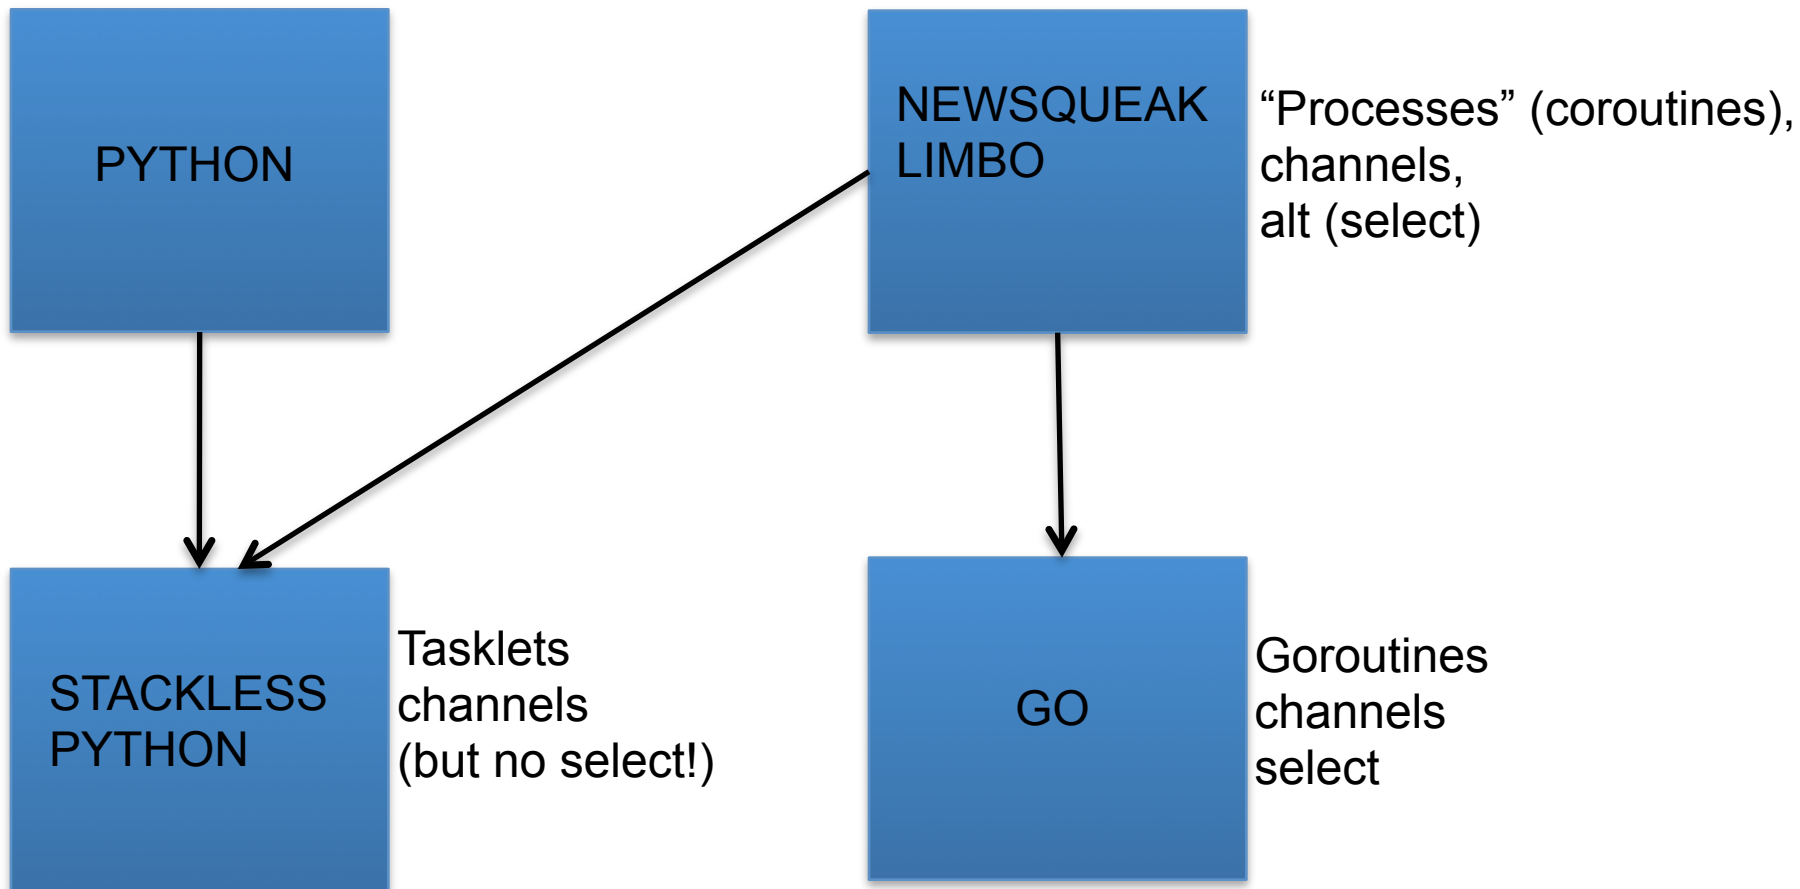 PYTHON
NEWSQUEAK
LIMBO
“Processes” (coroutines),
channels,
alt (select)
STACKLESS
PYTHON
Tasklets
channels
(but no select!)
GO
Goroutines
channels
select